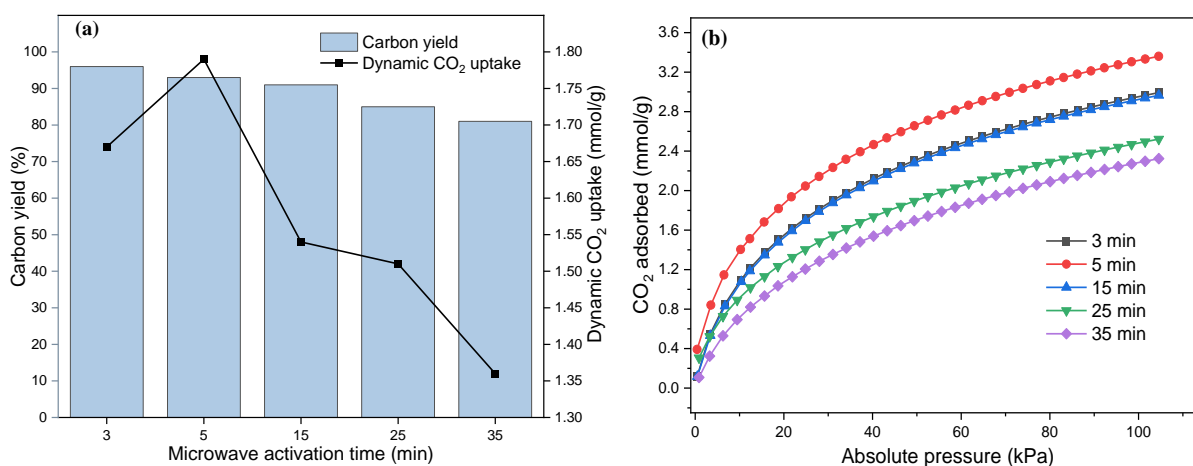 (a)
Carbon yield
Dynamic CO₂ uptake
100
90
80
70
60
50
40
30
20
10
0
Carbon yield (%)
1.80
1.75
1.70
1.65
1.60
1.55
1.50
1.45
1.40
1.35
1.30
Dynamic CO₂ uptake (mmol/g)
3 5 15 25 35
Microwave activation time (min)
(b)
3.6
3.2
2.8
2.4
2.0
1.6
1.2
0.8
0.4
0.0
CO₂ adsorbed (mmol/g)
3 min
5 min
15 min
25 min
35 min
0 20 40 60 80 100
Absolute pressure (kPa)